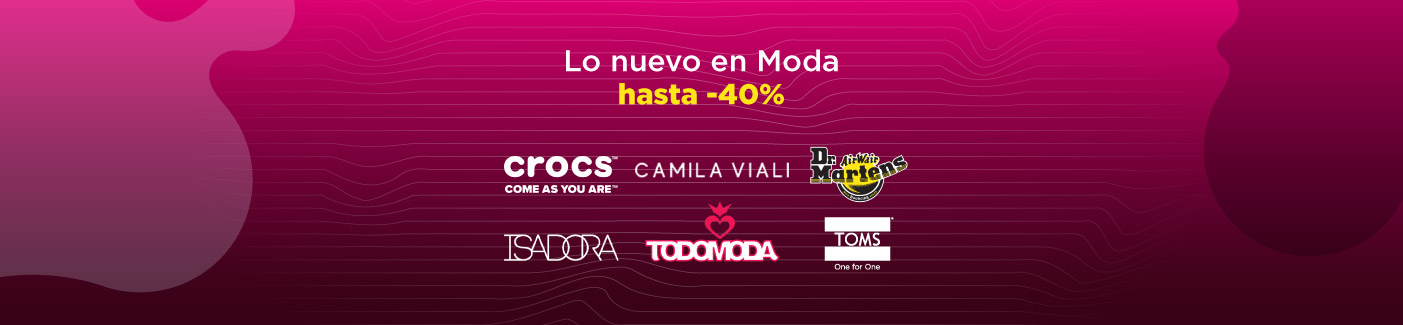 Lo nuevo en Moda
hasta -40%
crocs™
COME AS YOU ARE™
CAMILA VIALI
Dr. Martens
AirWair
ISADORA
TODOMODA
TOMS
One for One